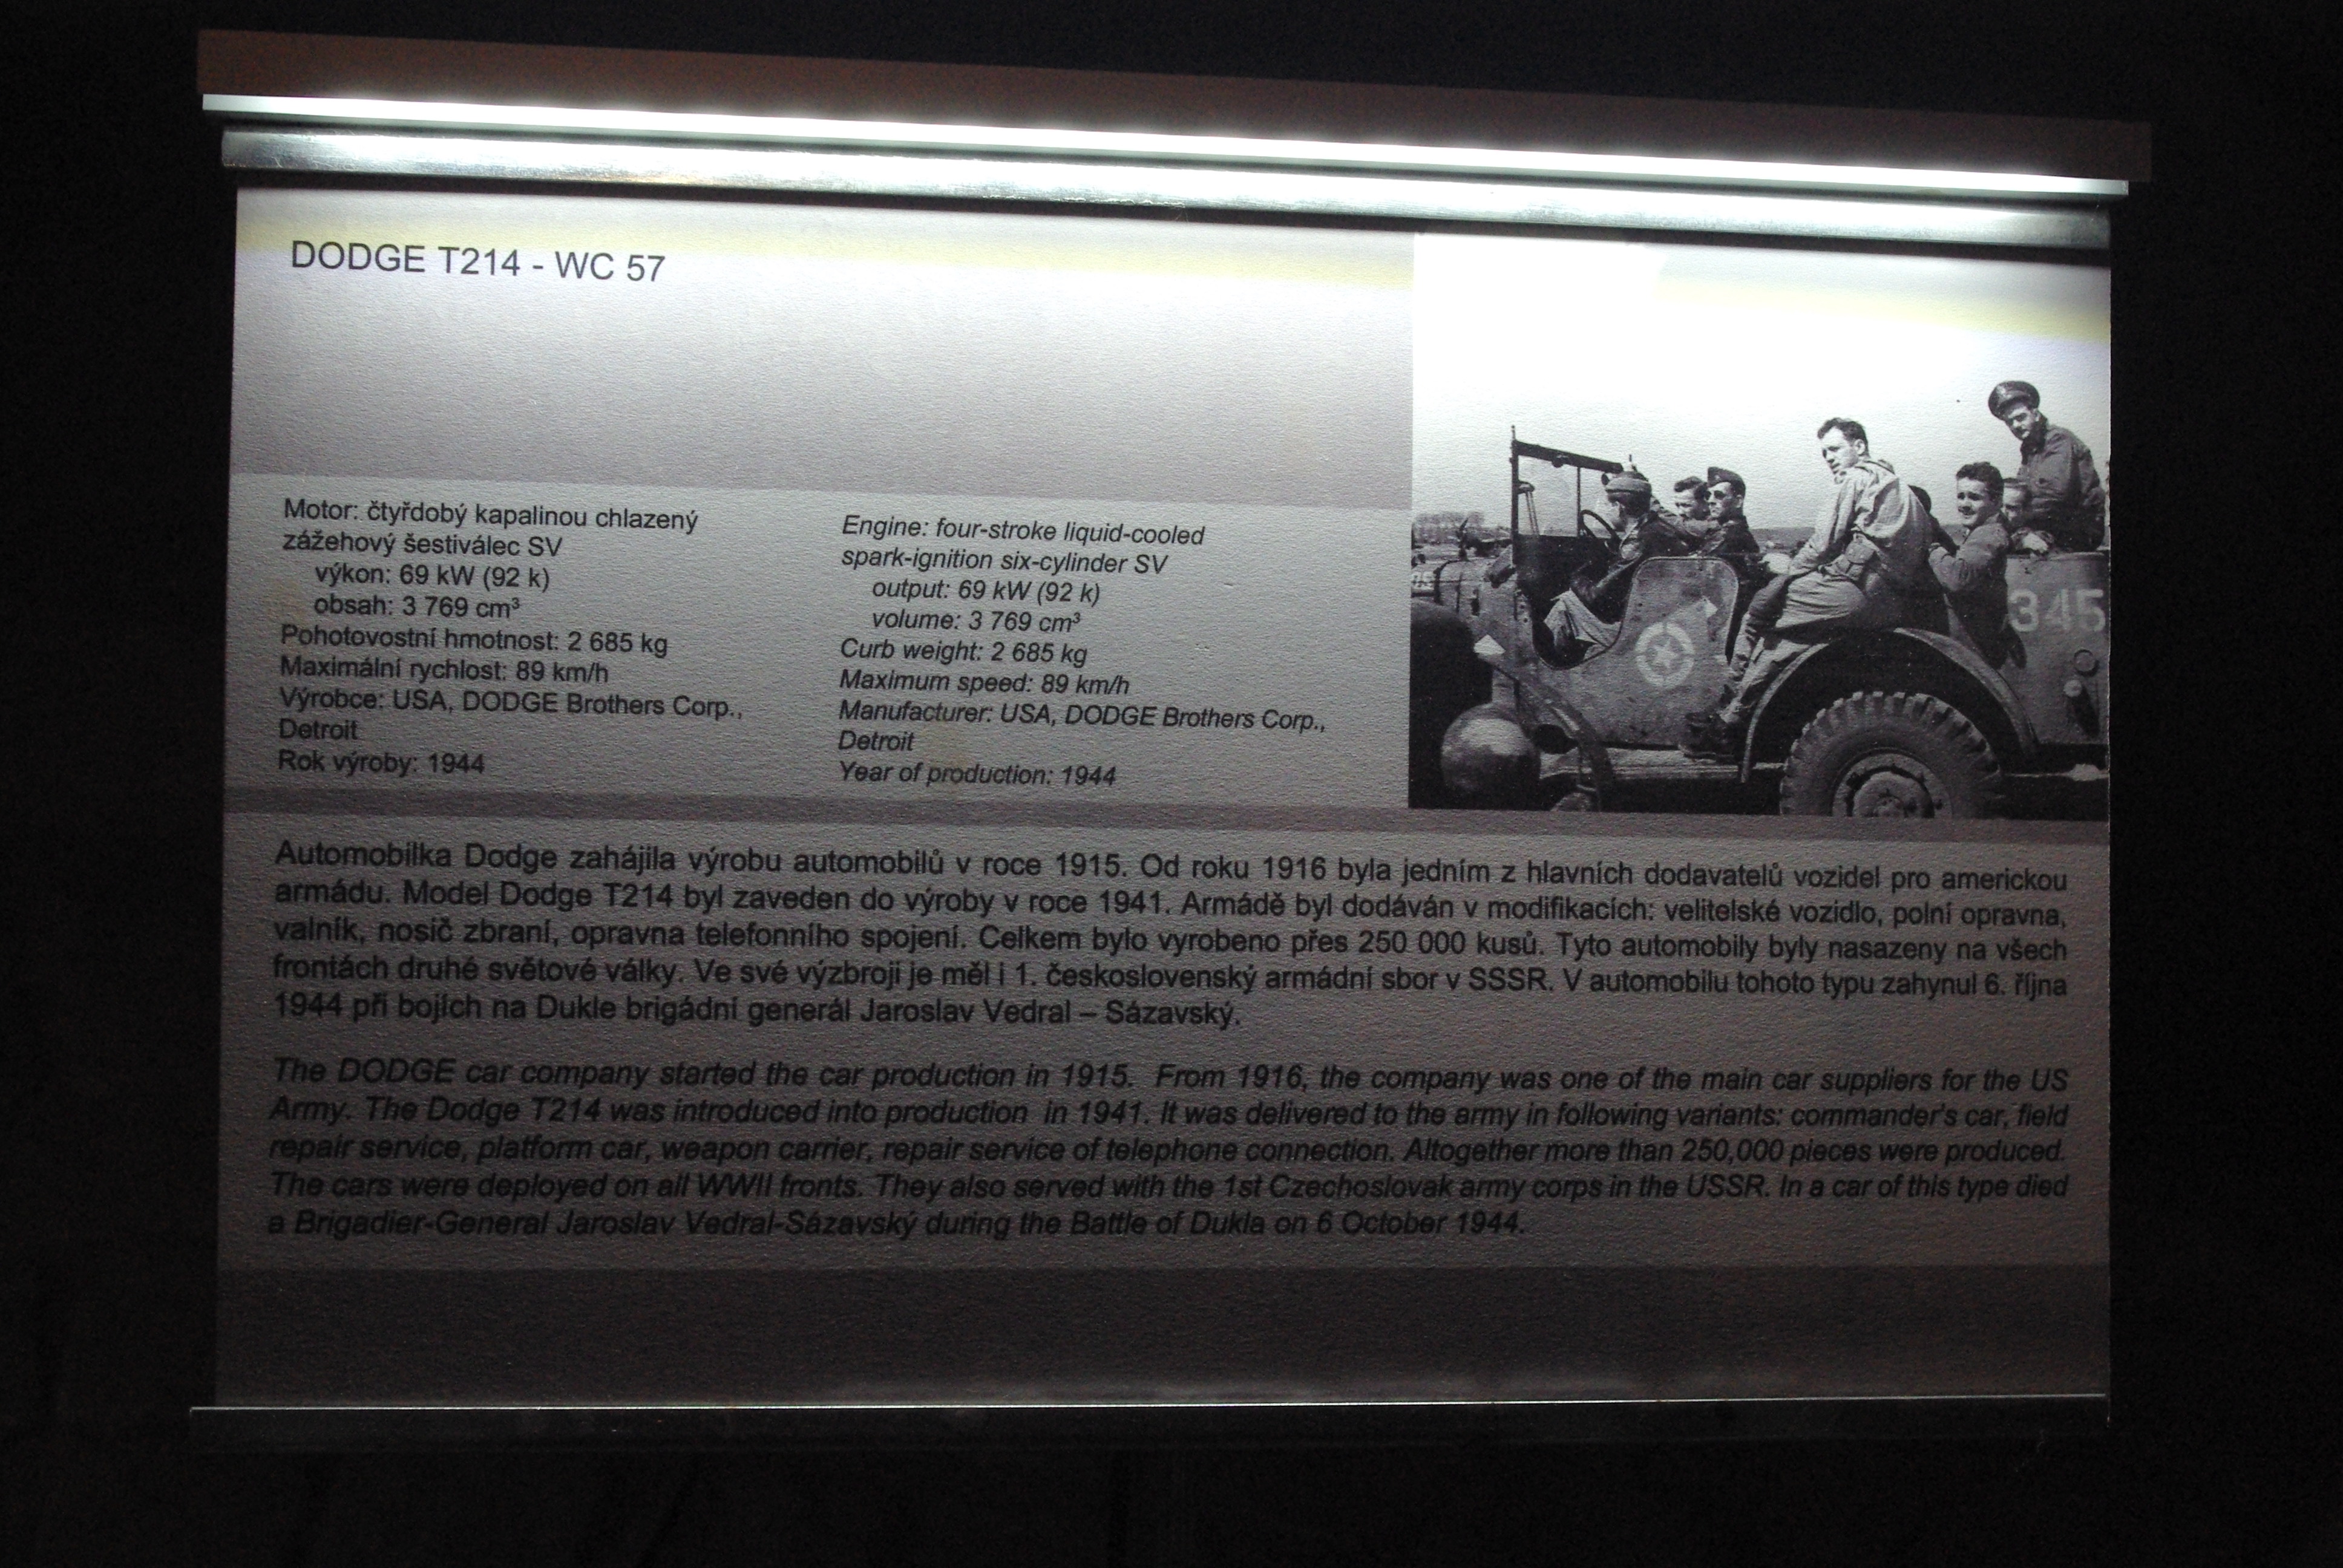 DODGE T214 - WC 57
Motor: čtyřdobý kapalinou chlazený
zážehový šestiválec SV
výkon: 69 kW (92 k)
obsah: 3 769 cm³
Pohotovostní hmotnost: 2 685 kg
Maximální rychlost: 89 km/h
Výrobce: USA, DODGE Brothers Corp.,
Detroit
Rok výroby: 1944
Engine: four-stroke liquid-cooled
spark-ignition six-cylinder SV
output: 69 kW (92 k)
volume: 3 769 cm³
Curb weight: 2 685 kg
Maximum speed: 89 km/h
Manufacturer: USA, DODGE Brothers Corp.,
Detroit
Year of production: 1944
345
Automobilka Dodge zahájila výrobu automobilů v roce 1915. Od roku 1916 byla jedním z hlavních dodavatelů vozidel pro americkou
armádu. Model Dodge T214 byl zaveden do výroby v roce 1941. Armádě byl dodáván v modifikacích: velitelské vozidlo, polní opravna,
valník, nosič zbraní, opravna telefonního spojení. Celkem bylo vyrobeno přes 250 000 kusů. Tyto automobily byly nasazeny na všech
frontách druhé světové války. Ve své výzbroji je měl i 1. československý armádní sbor v SSSR. V automobilu tohoto typu zahynul 6. října
1944 při bojích na Dukle brigádní generál Jaroslav Vedral – Sázavský.
The DODGE car company started the car production in 1915. From 1916, the company was one of the main car suppliers for the US
Army. The Dodge T214 was introduced into production in 1941. It was delivered to the army in following variants: commander's car, field
repair service, platform car, weapon carrier, repair service of telephone connection. Altogether more than 250,000 pieces were produced.
The cars were deployed on all WWII fronts. They also served with the 1st Czechoslovak army corps in the USSR. In a car of this type died
a Brigadier-General Jaroslav Vedral-Sázavský during the Battle of Dukla on 6 October 1944.